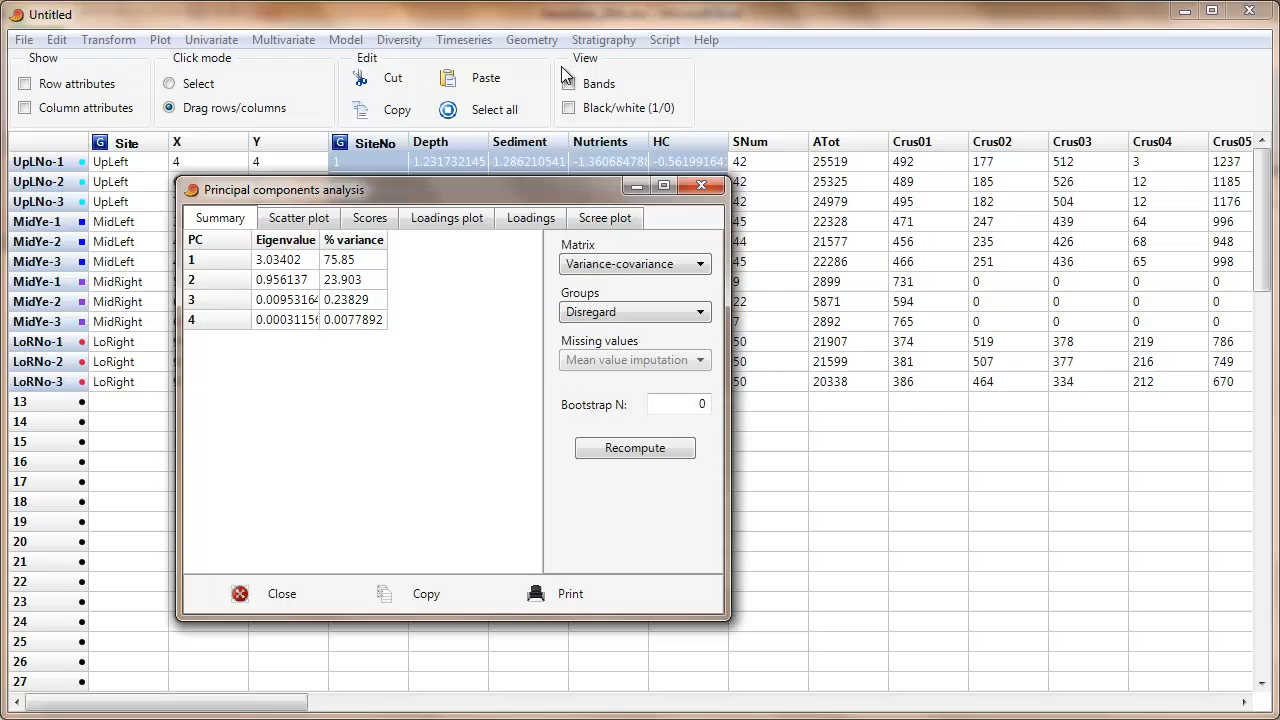 Untitled
File Edit Transform Plot Univariate Multivariate Model Diversity Timeseries Geometry Stratigraphy Script Help
Show Click mode Edit View
Row attributes Select Cut Paste Bands
Column attributes Drag rows/columns Copy Select all Black/white (1/0)
G Site X Y G SiteNo Depth Sediment Nutrients HC SNum ATot Crus01 Crus02 Crus03 Crus04 Crus05
UpLNo-1 UpLeft 4 4 1 1.231732145 1.286210541 -1.360684788 -0.56199164 42 25519 492 177 512 3 1237
UpLNo-2 UpLeft 42 25325 489 185 526 12 1185
UpLNo-3 UpLeft 42 24979 495 182 504 12 1176
MidYe-1 MidLeft 45 22328 471 247 439 64 996
MidYe-2 MidLeft 44 21577 456 235 426 68 948
MidYe-3 MidLeft 45 22286 466 251 436 65 998
MidYe-1 MidRight 9 2899 731 0 0 0 0
MidYe-2 MidRight 22 5871 594 0 0 0 0
MidYe-3 MidRight 7 2892 765 0 0 0 0
LoRNo-1 LoRight 50 21907 374 519 378 219 786
LoRNo-2 LoRight 50 21599 381 507 377 216 749
LoRNo-3 LoRight 50 20338 386 464 334 212 670
13
14
15
16
17
18
19
20
21
22
23
24
25
26
27
Principal components analysis
Summary Scatter plot Scores Loadings plot Loadings Scree plot
PC Eigenvalue % variance
1 3.03402 75.85
2 0.956137 23.903
3 0.00953164 0.23829
4 0.00031156 0.0077892
Matrix
Variance-covariance
Groups
Disregard
Missing values
Mean value imputation
Bootstrap N: 0
Recompute
Close Copy Print